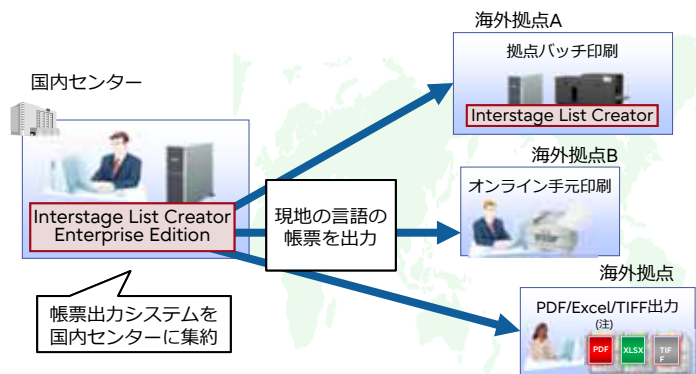 海外拠点A
拠点バッチ印刷
Interstage List Creator
国内センター
Interstage List Creator
Enterprise Edition
帳票出力システムを
国内センターに集約
現地の言語の
帳票を出力
海外拠点B
オンライン手元印刷
海外拠点
PDF/Excel/TIFF出力
(注)
PDF
XLSX
TIF
F